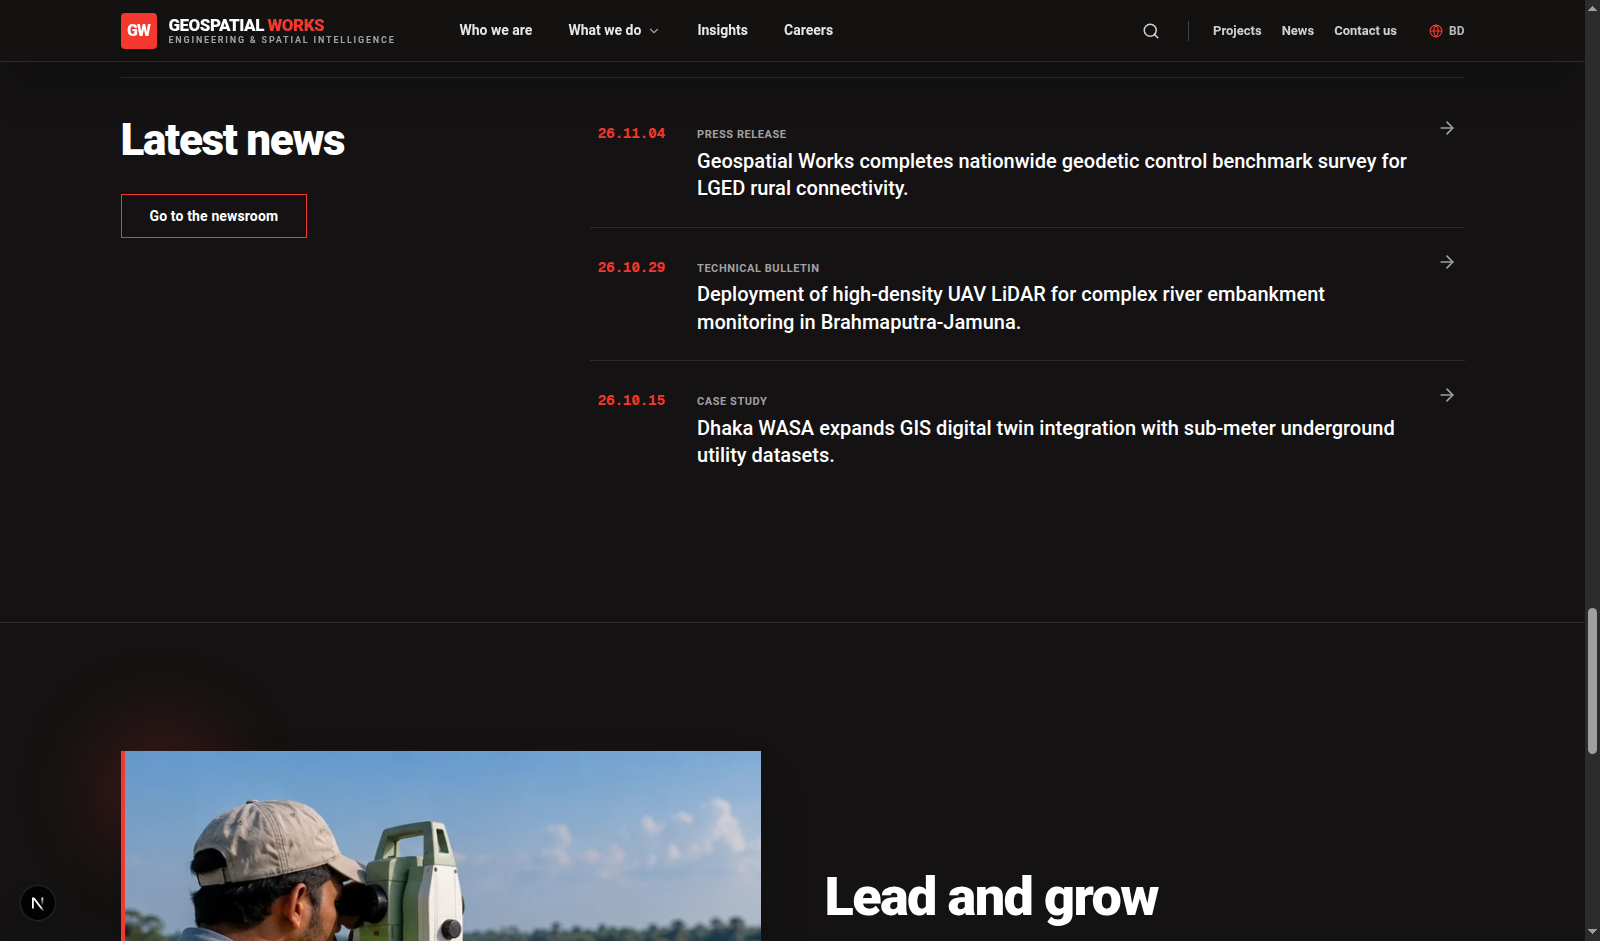 GW
GEOSPATIAL WORKS
ENGINEERING & SPATIAL INTELLIGENCE
Who we are
What we do
Insights
Careers
Projects
News
Contact us
BD
Latest news
Go to the newsroom
26.11.04
PRESS RELEASE
Geospatial Works completes nationwide geodetic control benchmark survey for
LGED rural connectivity.
26.10.29
TECHNICAL BULLETIN
Deployment of high-density UAV LiDAR for complex river embankment
monitoring in Brahmaputra-Jamuna.
26.10.15
CASE STUDY
Dhaka WASA expands GIS digital twin integration with sub-meter underground
utility datasets.
N
Lead and grow